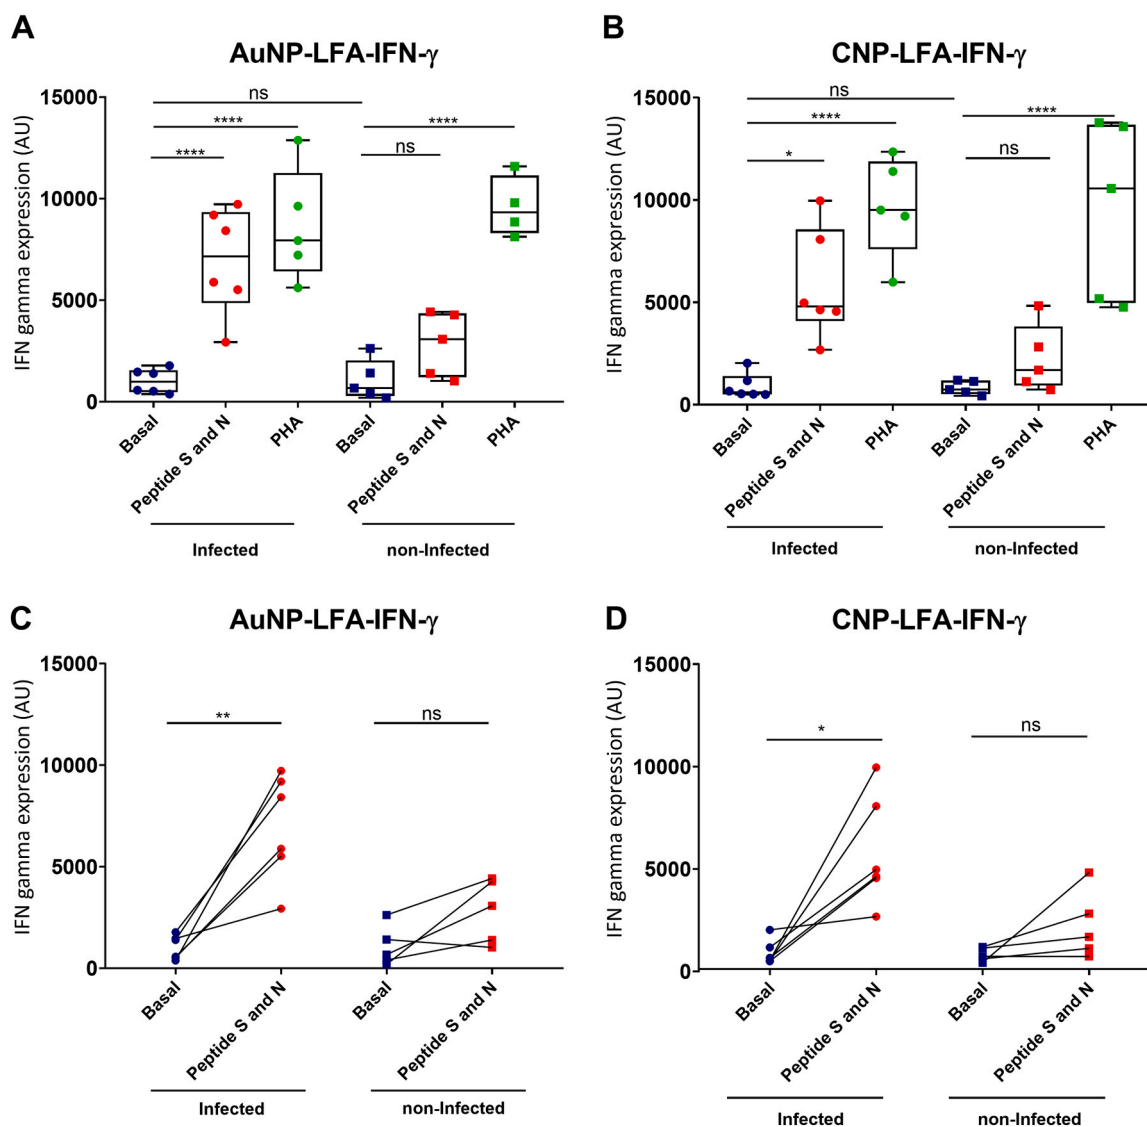 A
AuNP-LFA-IFN-γ
IFN gamma expression (AU)
15000
10000
5000
0
ns
****
****
****
ns
Basal
Peptide S and N
PHA
Basal
Peptide S and N
PHA
Infected
non-Infected
B
CNP-LFA-IFN-γ
IFN gamma expression (AU)
15000
10000
5000
0
ns
****
****
*
ns
Basal
Peptide S and N
PHA
Basal
Peptide S and N
PHA
Infected
non-Infected
C
AuNP-LFA-IFN-γ
IFN gamma expression (AU)
15000
10000
5000
0
**
ns
Basal
Peptide S and N
Basal
Peptide S and N
Infected
non-Infected
D
CNP-LFA-IFN-γ
IFN gamma expression (AU)
15000
10000
5000
0
*
ns
Basal
Peptide S and N
Basal
Peptide S and N
Infected
non-Infected